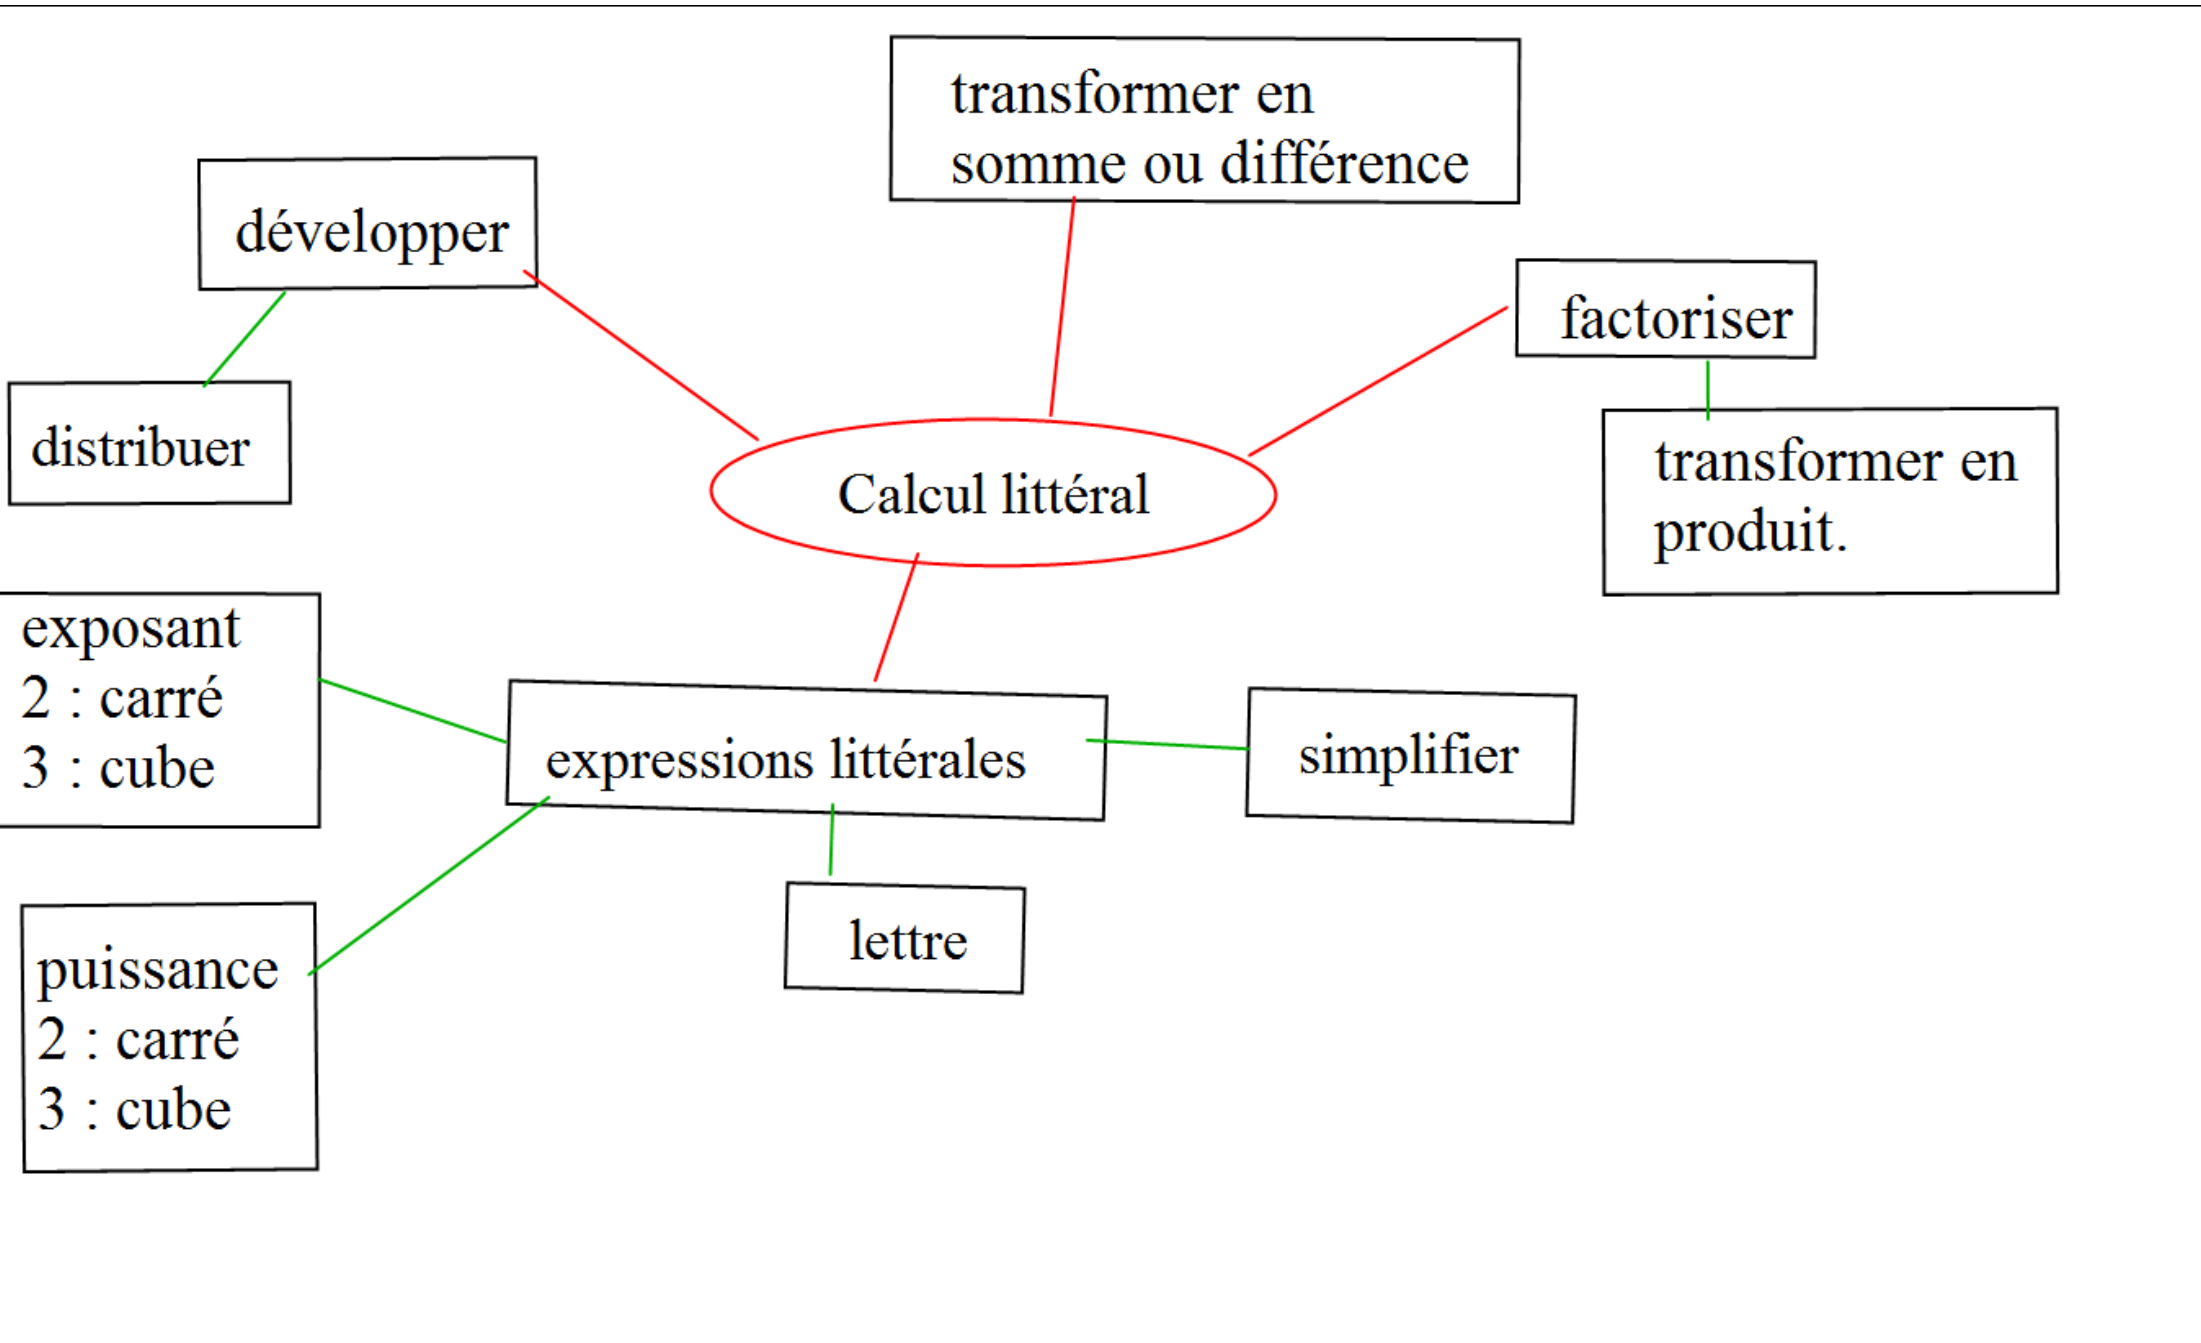 transformer en
somme ou différence
développer
factoriser
distribuer
transformer en
produit.
Calcul littéral
exposant
2 : carré
3 : cube
expressions littérales
simplifier
lettre
puissance
2 : carré
3 : cube